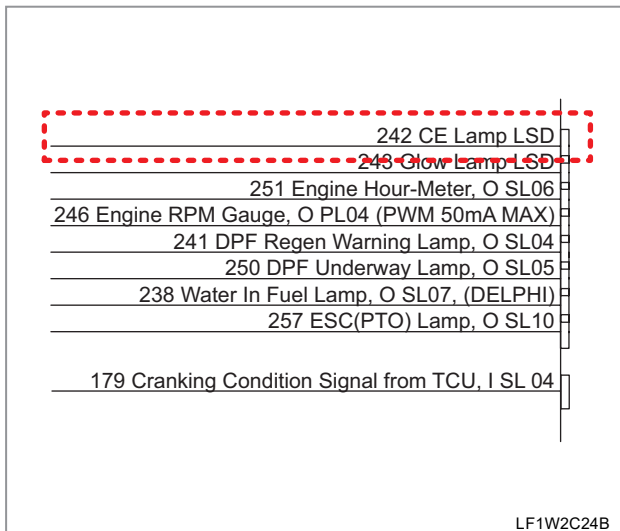 242 CE Lamp LSD
243 Glow Lamp LSD
251 Engine Hour-Meter, O SL06
246 Engine RPM Gauge, O PL04 (PWM 50mA MAX)
241 DPF Regen Warning Lamp, O SL04
250 DPF Underway Lamp, O SL05
238 Water In Fuel Lamp, O SL07, (DELPHI)
257 ESC(PTO) Lamp, O SL10
179 Cranking Condition Signal from TCU, I SL 04
LF1W2C24B